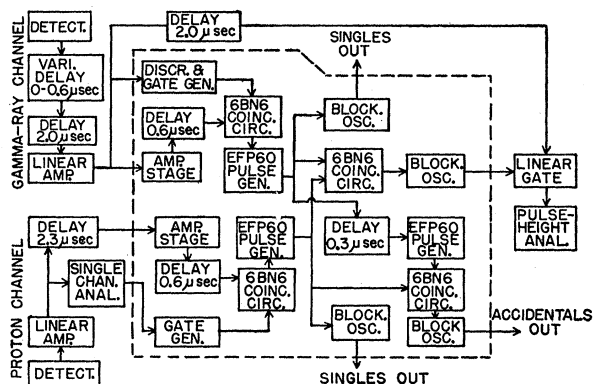 GAMMA-RAY CHANNEL
DETECT.
VARI.
DELAY
0-0.6μsec
DELAY
2.0μsec
LINEAR
AMP.
DELAY
2.0μ sec
DISCR. &
GATE GEN.
DELAY
0.6μsec
AMP.
STAGE
6BN6
COINC.
CIRC.
EFP60
PULSE
GEN.
SINGLES
OUT
BLOCK.
OSC.
6BN6
COINC.
CIRC.
BLOCK.
OSC.
LINEAR
GATE
PULSE-
HEIGHT
ANAL.
PROTON CHANNEL
DELAY
2.3μ sec
SINGLE
CHAN.
ANAL.
LINEAR
AMP.
DETECT.
AMP.
STAGE
DELAY
0.6μsec
GATE
GEN.
EFP60
PULSE
GEN.
6BN6
COINC.
CIRC.
DELAY
0.3μsec
EFP60
PULSE
GEN.
6BN6
COINC.
CIRC.
BLOCK.
OSC.
BLOCK.
OSC.
ACCIDENTALS
OUT
SINGLES OUT